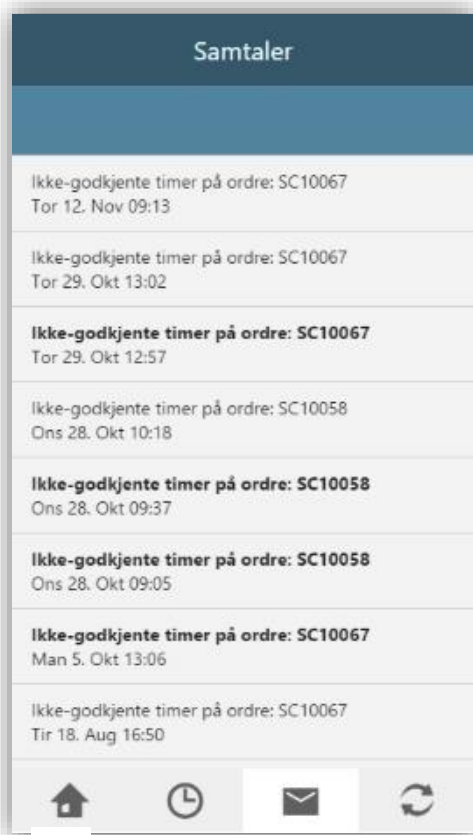 Samtaler
Ikke-godkjente timer på ordre: SC10067
Tor 12. Nov 09:13
Ikke-godkjente timer på ordre: SC10067
Tor 29. Okt 13:02
Ikke-godkjente timer på ordre: SC10067
Tor 29. Okt 12:57
Ikke-godkjente timer på ordre: SC10058
Ons 28. Okt 10:18
Ikke-godkjente timer på ordre: SC10058
Ons 28. Okt 09:37
Ikke-godkjente timer på ordre: SC10058
Ons 28. Okt 09:05
Ikke-godkjente timer på ordre: SC10067
Man 5. Okt 13:06
Ikke-godkjente timer på ordre: SC10067
Tir 18. Aug 16:50